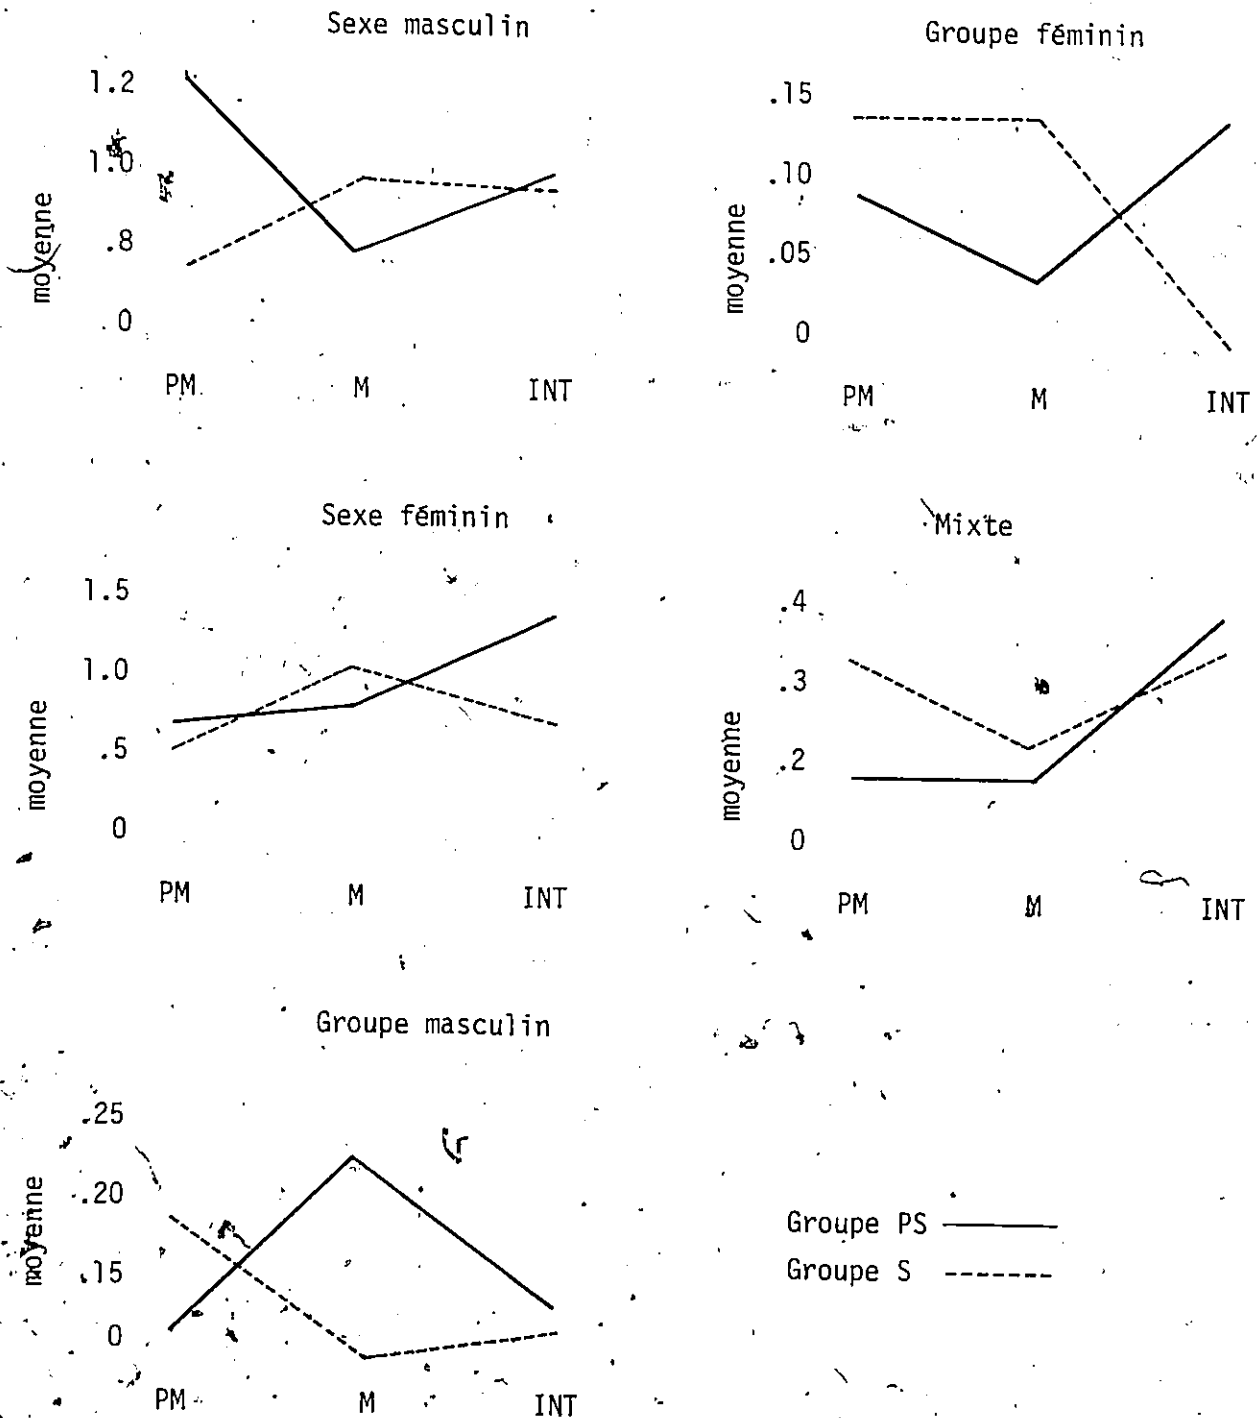 Sexe masculin
1.2
1.0
.8
.0
moyenne
PM
M
INT
Groupe féminin
.15
.10
.05
0
moyenne
PM
M
INT
Sexe féminin
1.5
1.0
.5
0
moyenne
PM
M
INT
Mixte
.4
.3
.2
0
moyenne
PM
M
INT
Groupe masculin
.25
.20
.15
0
moyenne
PM
M
INT
Groupe PS
Groupe S